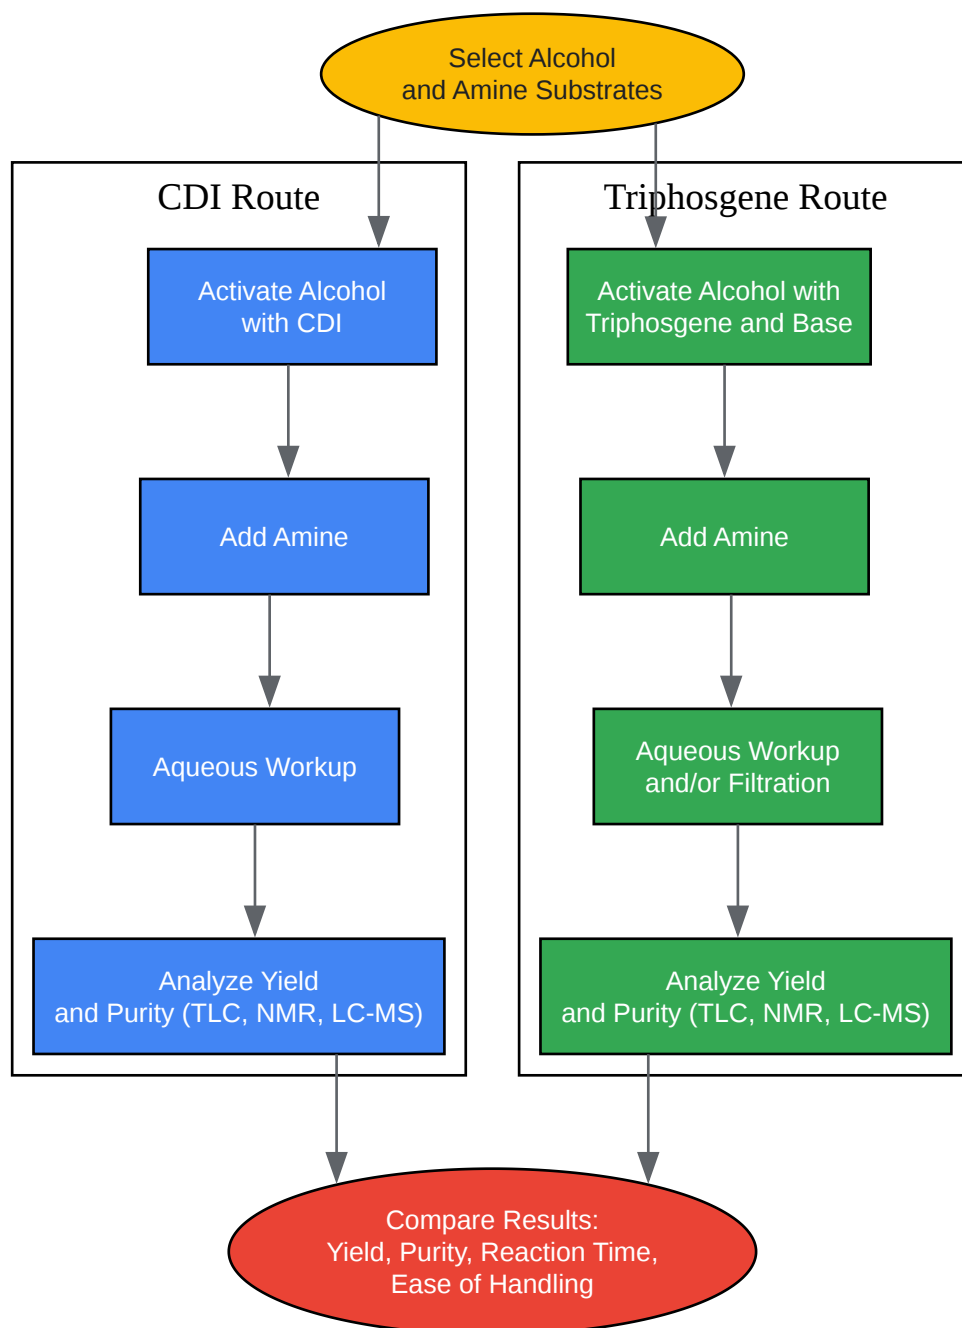 Select Alcohol
and Amine Substrates
CDI Route
Activate Alcohol
with CDI
Add Amine
Aqueous Workup
Analyze Yield
and Purity (TLC, NMR, LC-MS)
Triphosgene Route
Activate Alcohol with
Triphosgene and Base
Add Amine
Aqueous Workup
and/or Filtration
Analyze Yield
and Purity (TLC, NMR, LC-MS)
Compare Results:
Yield, Purity, Reaction Time,
Ease of Handling